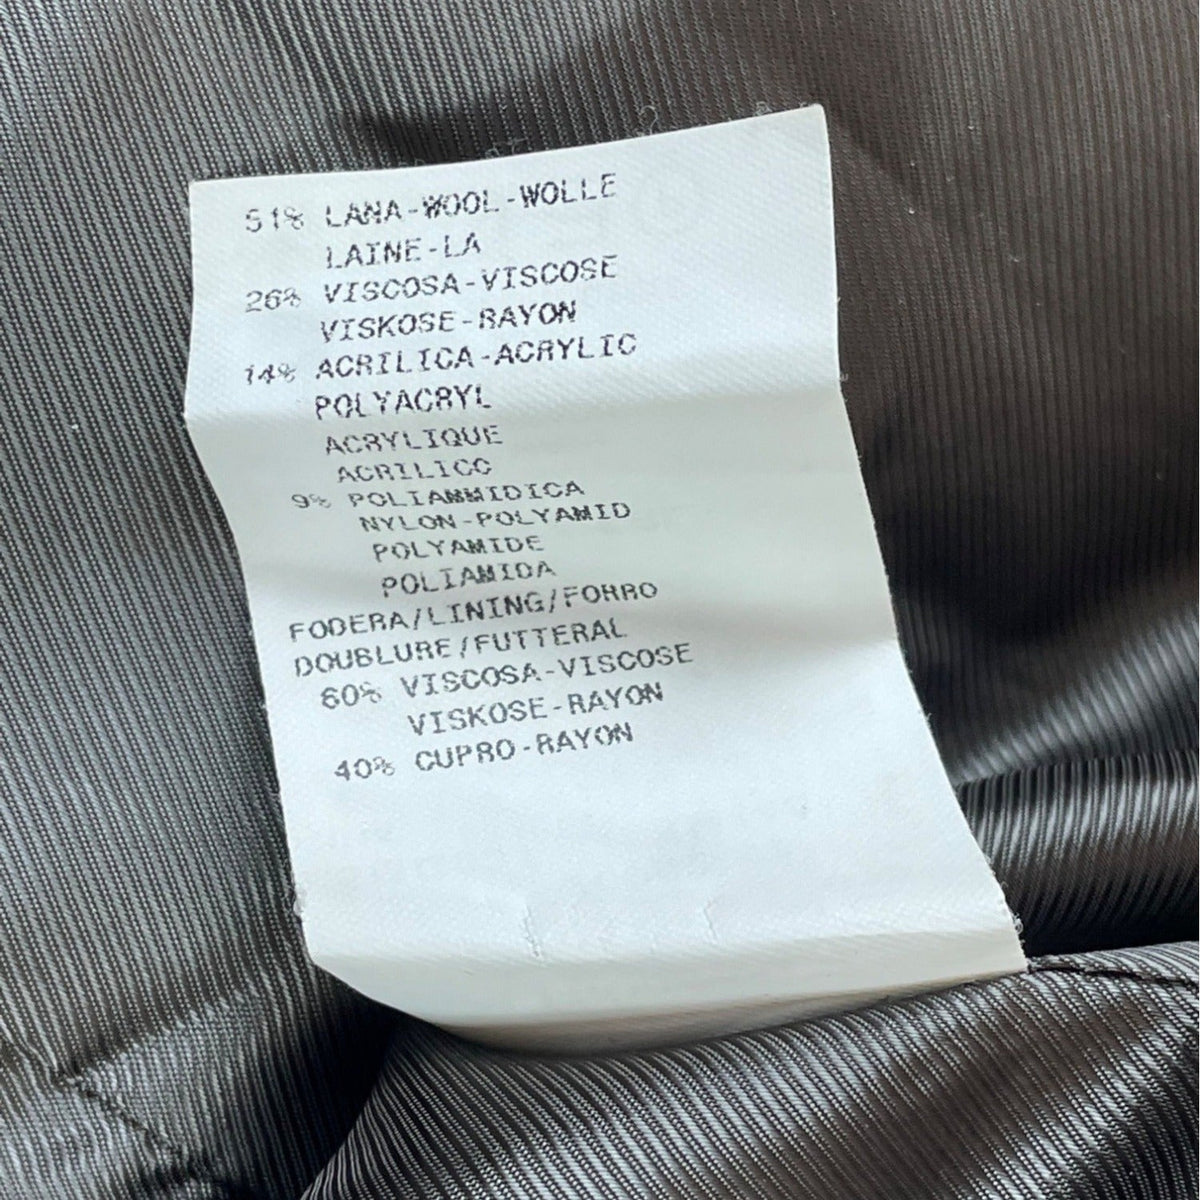 51% LANA-WOOL-WOLLE
LAINE-LA
26% VISCOSA-VISCOSE
VISKOSE-RAYON
14% ACRILICA-ACRYLIC
POLYACRYL
ACRYLIQUE
ACRILICO
9% POLIAMMIDICA
NYLON-POLYAMID
POLYAMIDE
POLIAMIDA
FODERA/LINING/FORRO
DOUBLURE/FUTTERAL
60% VISCOSA-VISCOSE
VISKOSE-RAYON
40% CUPRO-RAYON